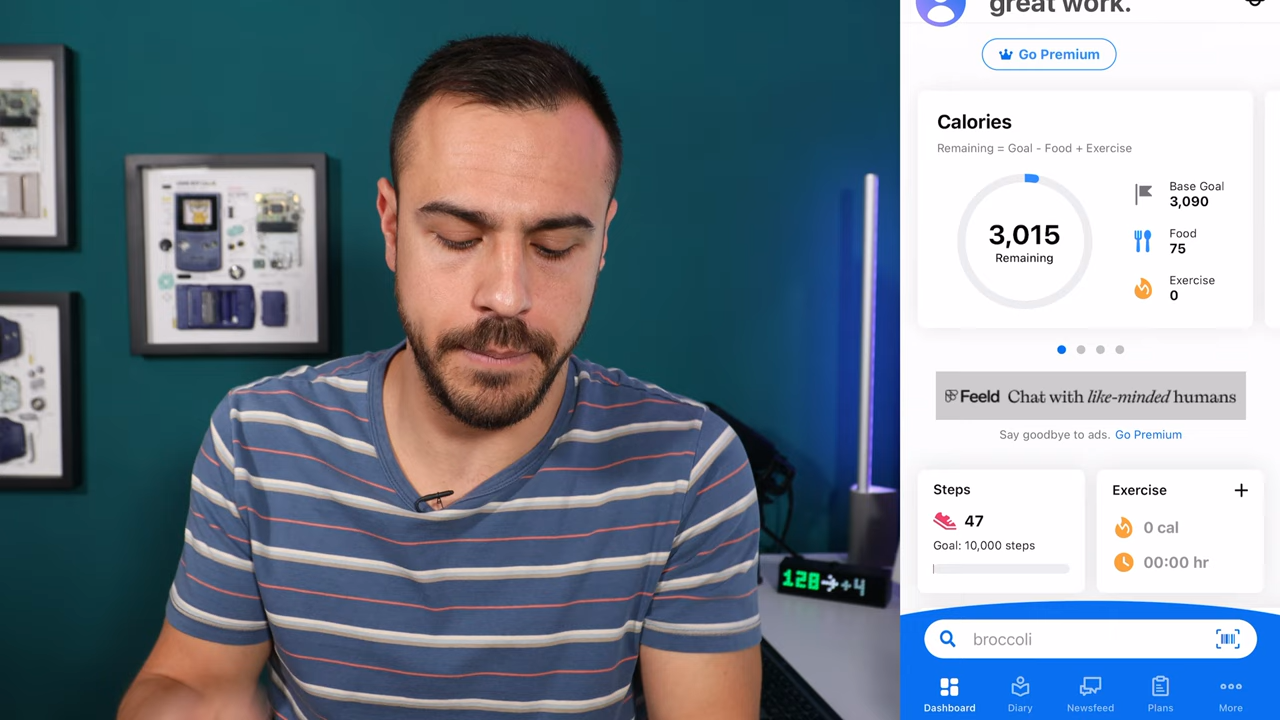 great work.
Go Premium
Calories
Remaining = Goal - Food + Exercise
3,015
Remaining
Base Goal
3,090
Food
75
Exercise
0
Feeld Chat with like-minded humans
Say goodbye to ads. Go Premium
Steps
47
Goal: 10,000 steps
Exercise
0 cal
00:00 hr
128→+4
broccoli
Dashboard
Diary
Newsfeed
Plans
More